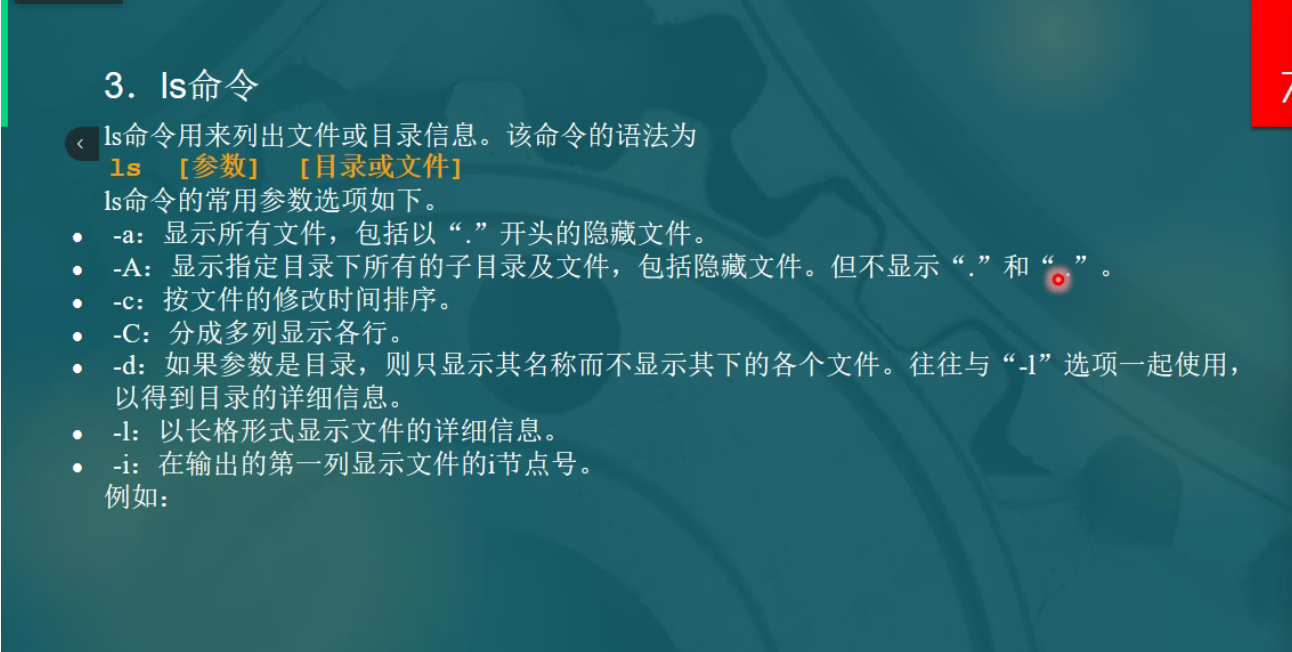 3．ls命令
ls命令用来列出文件或目录信息。该命令的语法为
ls [参数] [目录或文件]
ls命令的常用参数选项如下。
• -a：显示所有文件，包括以“.”开头的隐藏文件。
• -A：显示指定目录下所有的子目录及文件，包括隐藏文件。但不显示“.”和“..”。
• -c：按文件的修改时间排序。
• -C：分成多列显示各行。
• -d：如果参数是目录，则只显示其名称而不显示其下的各个文件。往往与“-l”选项一起使用，
以得到目录的详细信息。
• -l：以长格形式显示文件的详细信息。
• -i：在输出的第一列显示文件的i节点号。
例如：